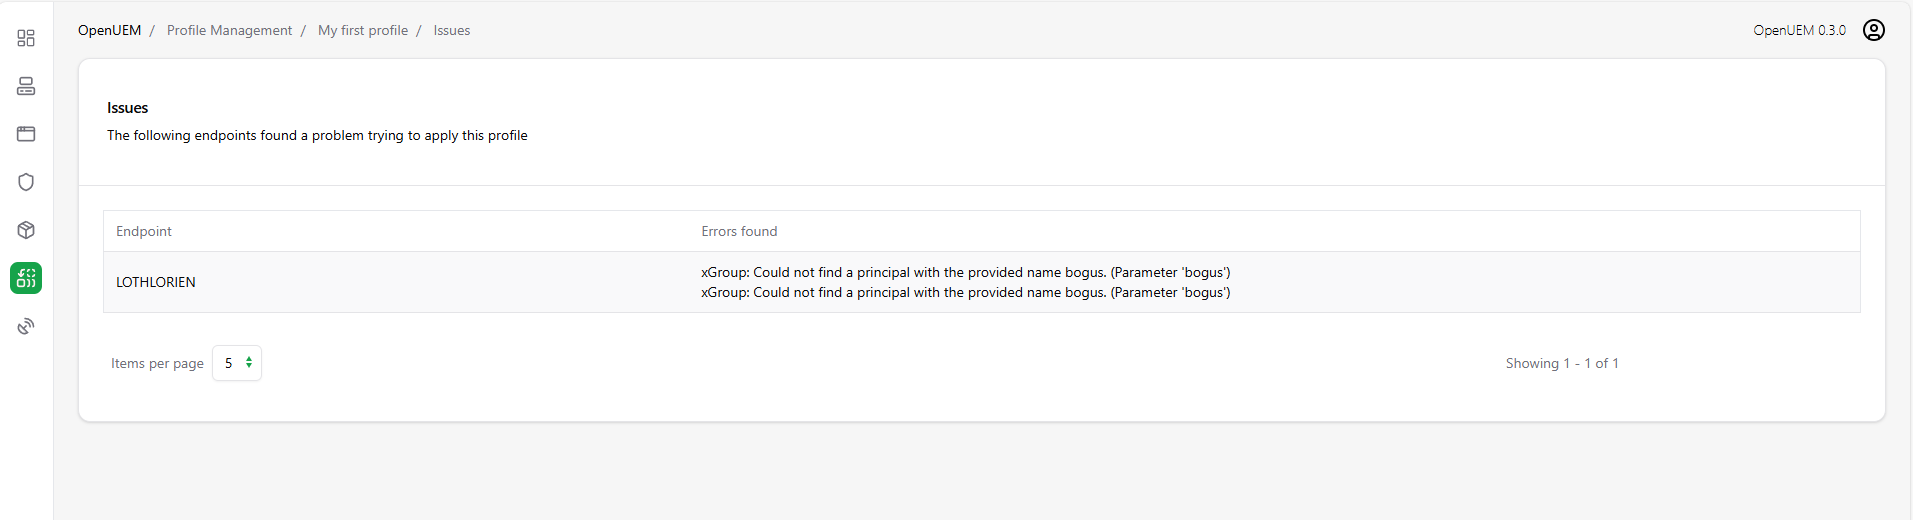 OpenUEM / Profile Management / My first profile / Issues
OpenUEM 0.3.0
Issues
The following endpoints found a problem trying to apply this profile
Endpoint Errors found
LOTHLORIEN
xGroup: Could not find a principal with the provided name bogus. (Parameter 'bogus')
xGroup: Could not find a principal with the provided name bogus. (Parameter 'bogus')
Items per page 5
Showing 1 - 1 of 1